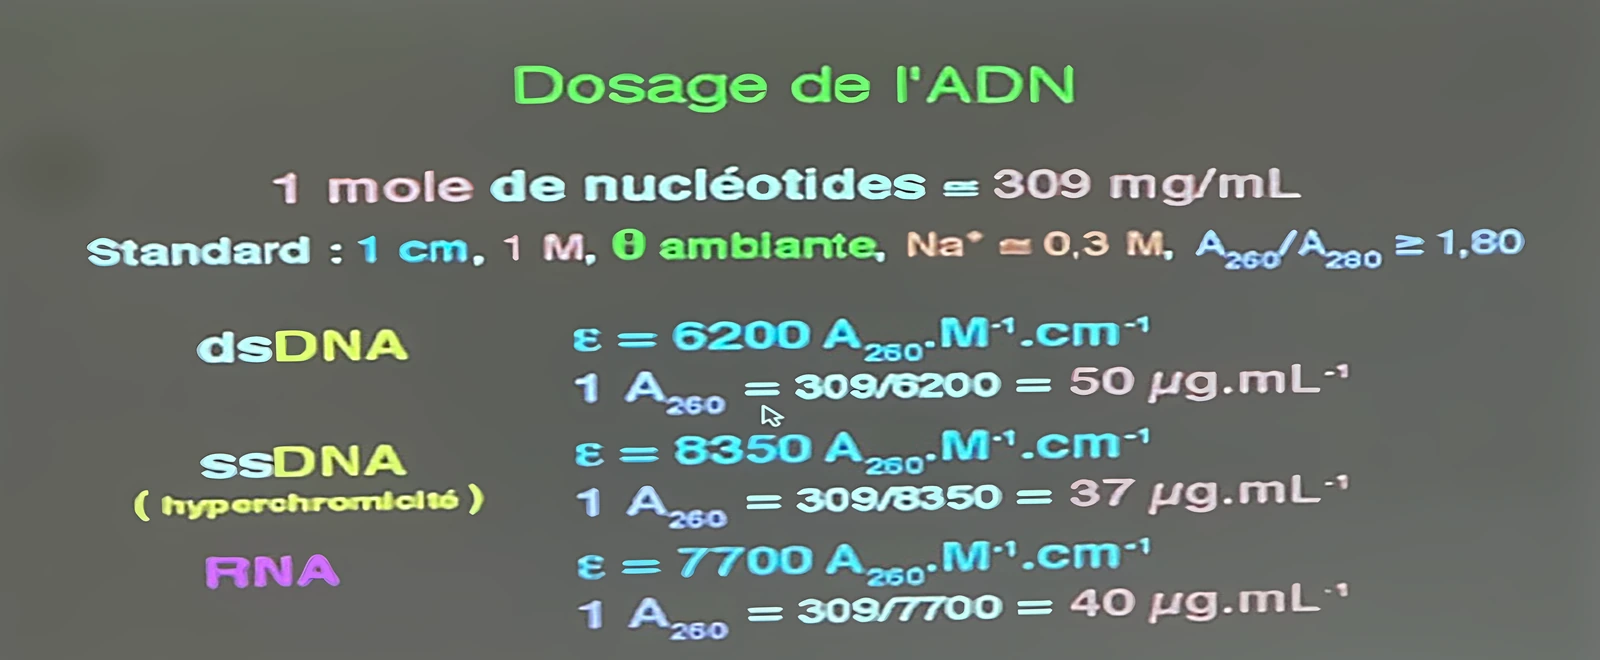 Dosage de l'ADN
1 mole de nucléotides ≃ 309 mg/mL
Standard : 1 cm, 1 M, θ ambiante, Na⁺ ≃ 0,3 M, A₂₆₀/A₂₈₀ ≥ 1,80
dsDNA ε = 6200 A₂₆₀.M⁻¹.cm⁻¹
1 A₂₆₀ = 309/6200 = 50 µg.mL⁻¹
ssDNA ε = 8350 A₂₆₀.M⁻¹.cm⁻¹
(hyperchromicité) 1 A₂₆₀ = 309/8350 = 37 µg.mL⁻¹
RNA ε = 7700 A₂₆₀.M⁻¹.cm⁻¹
1 A₂₆₀ = 309/7700 = 40 µg.mL⁻¹